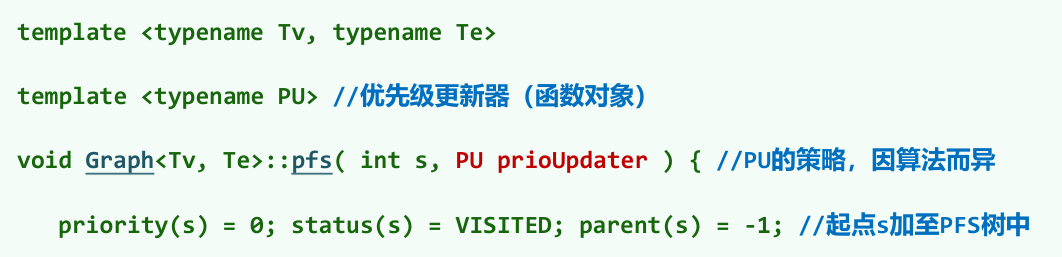 template <typename Tv, typename Te>
template <typename PU> //优先级更新器（函数对象）
void Graph<Tv, Te>::pfs( int s, PU prioUpdater ) { //PU的策略，因算法而异
priority(s) = 0; status(s) = VISITED; parent(s) = -1; //起点s加至PFS树中